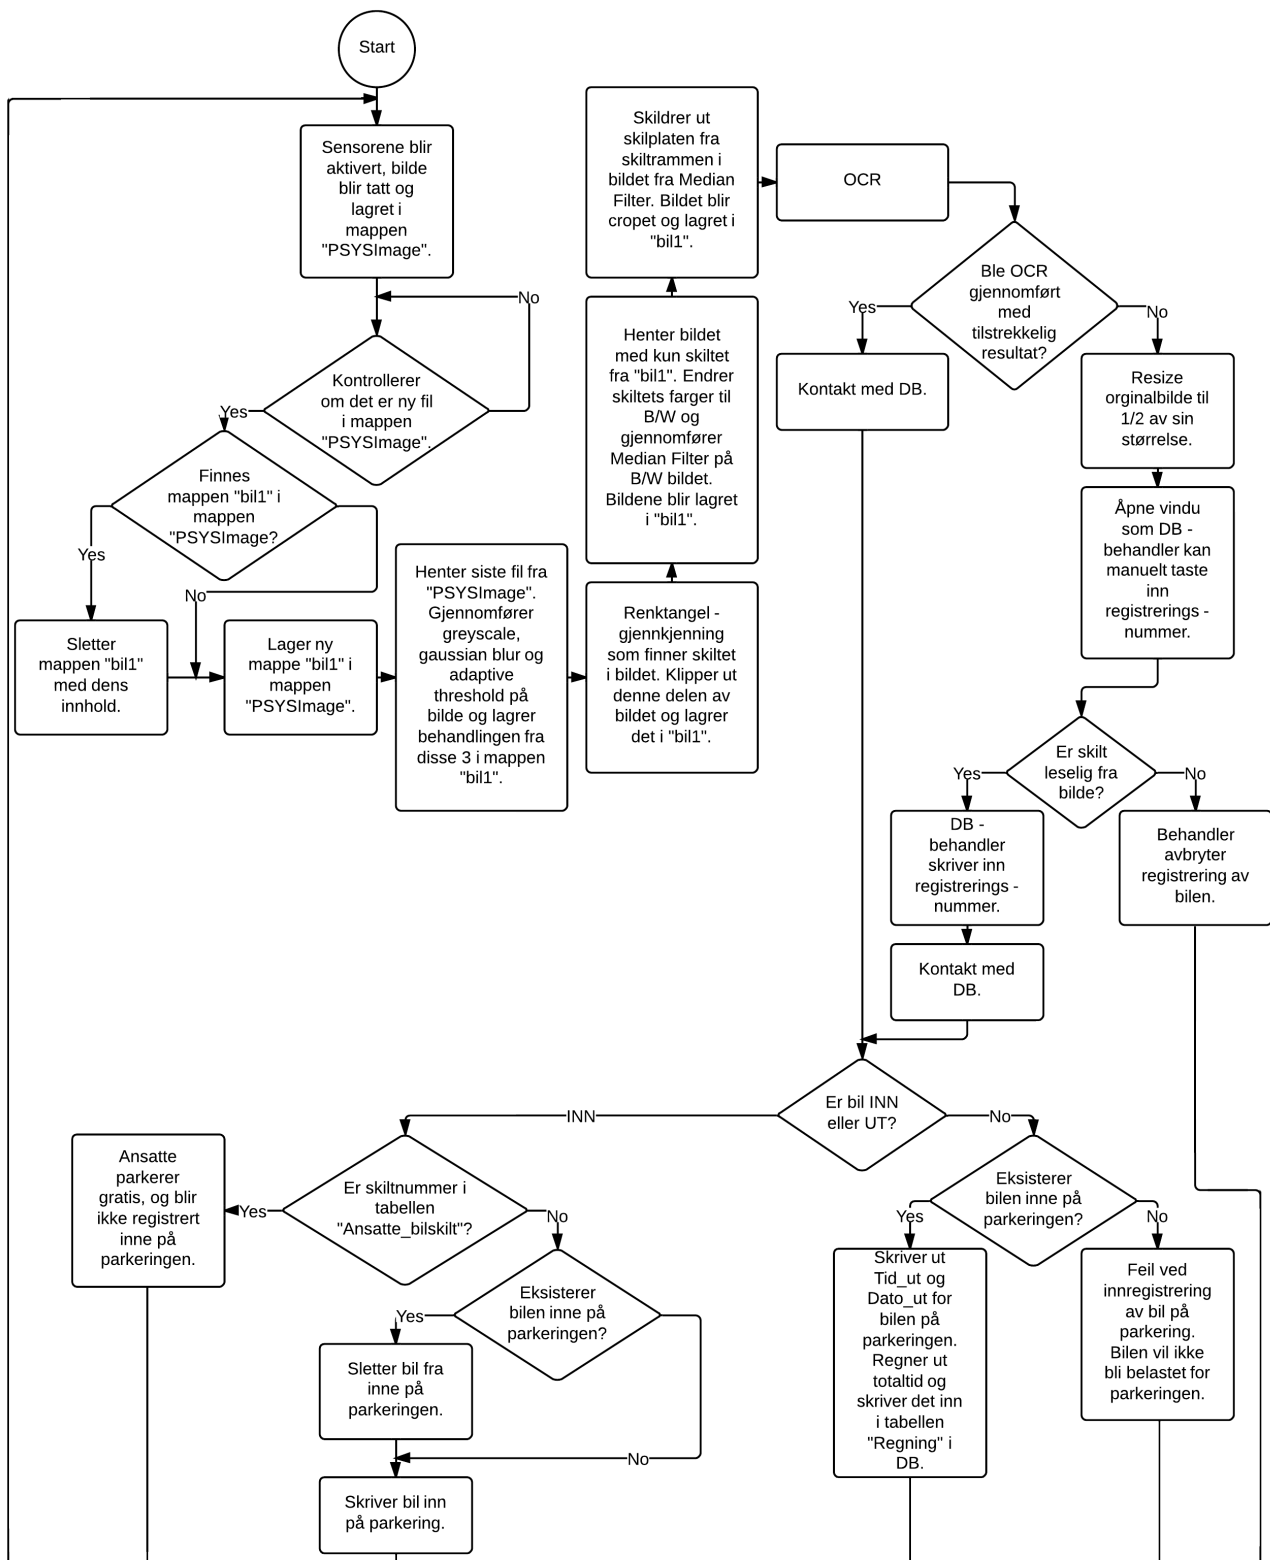 Start
Sensorene blir
aktivert, bilde
blir tatt og
lagret i
mappen
"PSYSImage".
No
Kontrollerer
om det er ny fil
i mappen
"PSYSImage".
Yes
Finnes
mappen "bil1" i
mappen
"PSYSImage?
Yes
No
Sletter
mappen "bil1"
med dens
innhold.
Lager ny
mappe "bil1" i
mappen
"PSYSImage".
Henter siste fil fra
"PSYSImage".
Gjennomfører
greyscale,
gaussian blur og
adaptive
threshold på
bilde og lagrer
behandlingen fra
disse 3 i mappen
"bil1".
Renktangel -
gjennkjenning
som finner skiltet
i bildet. Klipper ut
denne delen av
bildet og lagrer
det i "bil1".
Henter bildet
med kun skiltet
fra "bil1". Endrer
skiltets farger til
B/W og
gjennomfører
Median Filter på
B/W bildet.
Bildene blir lagret
i "bil1".
Skildrer ut
skilplaten fra
skiltrammen i
bildet fra Median
Filter. Bildet blir
cropet og lagret i
"bil1".
OCR
Ble OCR
gjennomført
med
tilstrekkelig
resultat?
Yes
No
Kontakt med DB.
Resize
orginalbilde til
1/2 av sin
størrelse.
Åpne vindu
som DB -
behandler kan
manuelt taste
inn
registrerings -
nummer.
Er skilt
leselig fra
bilde?
Yes
No
DB -
behandler
skriver inn
registrerings -
nummer.
Behandler
avbryter
registrering av
bilen.
Kontakt med
DB.
Er bil INN
eller UT?
INN
No
Er skiltnummer i
tabellen
"Ansatte_bilskilt"?
Yes
No
Ansatte
parkerer
gratis, og blir
ikke registrert
inne på
parkeringen.
Eksisterer
bilen inne på
parkeringen?
Yes
No
Sletter bil fra
inne på
parkeringen.
Skriver bil inn
på parkering.
Eksisterer
bilen inne på
parkeringen?
Yes
No
Skriver ut
Tid_ut og
Dato_ut for
bilen på
parkeringen.
Regner ut
totaltid og
skriver det inn
i tabellen
"Regning" i
DB.
Feil ved
innregistrering
av bil på
parkering.
Bilen vil ikke
bli belastet for
parkeringen.